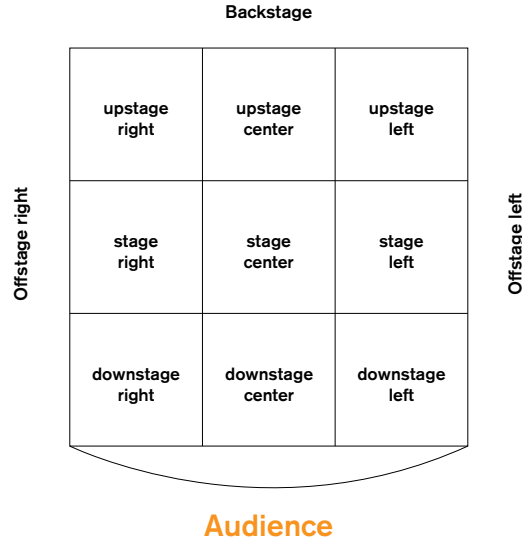 Backstage
upstage
right
upstage
center
upstage
left
Offstage right
stage
right
stage
center
stage
left
Offstage left
downstage
right
downstage
center
downstage
left
Audience